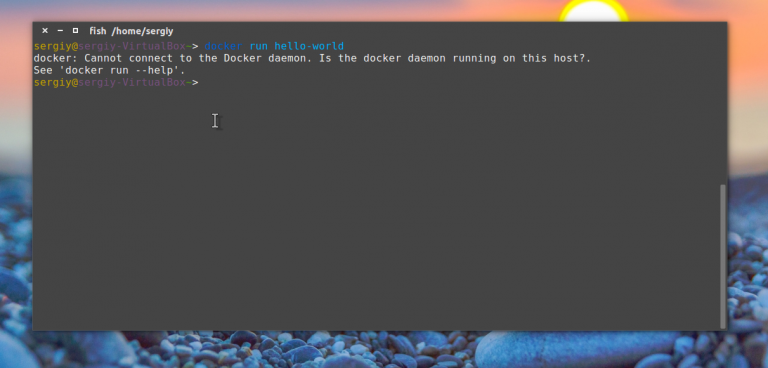 fish /home/sergiy
sergiy@sergiy-VirtualBox~> docker run hello-world
docker: Cannot connect to the Docker daemon. Is the docker daemon running on this host?.
See 'docker run --help'.
sergiy@sergiy-VirtualBox~>